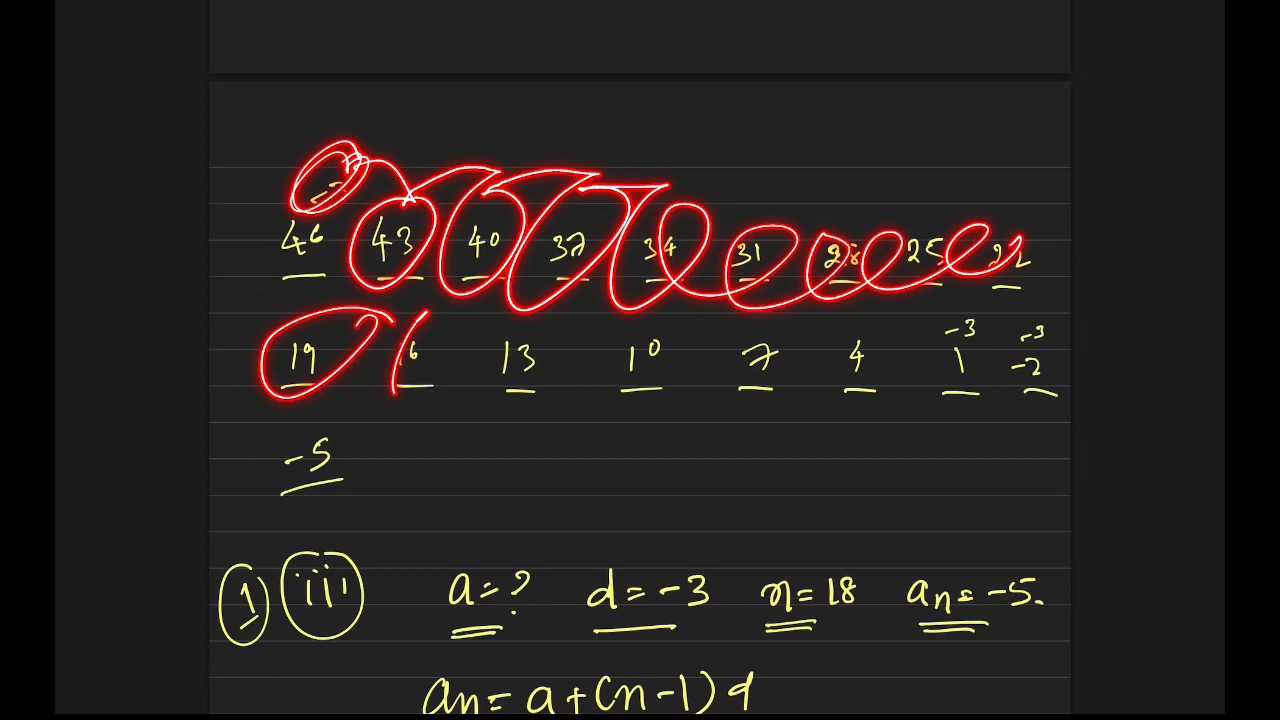 46 43 40 37 34 31 28 25 22
-3 -3
19 16 13 10 7 4 1 -2
-5
1 iii a=? d=-3 n=18 an=-5.
an=a+(n-1)d